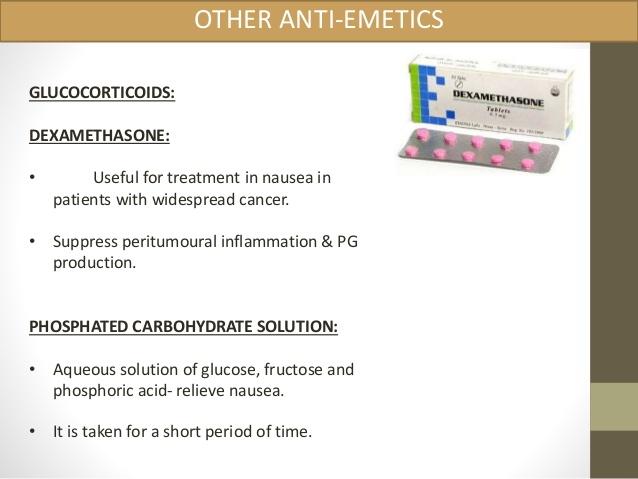 OTHER ANTI-EMETICS
GLUCOCORTICOIDS:
DEXAMETHASONE:
• Useful for treatment in nausea in
patients with widespread cancer.
• Suppress peritumoural inflammation & PG
production.
PHOSPHATED CARBOHYDRATE SOLUTION:
• Aqueous solution of glucose, fructose and
phosphoric acid- relieve nausea.
• It is taken for a short period of time.
DEXAMETHASONE
Tablets